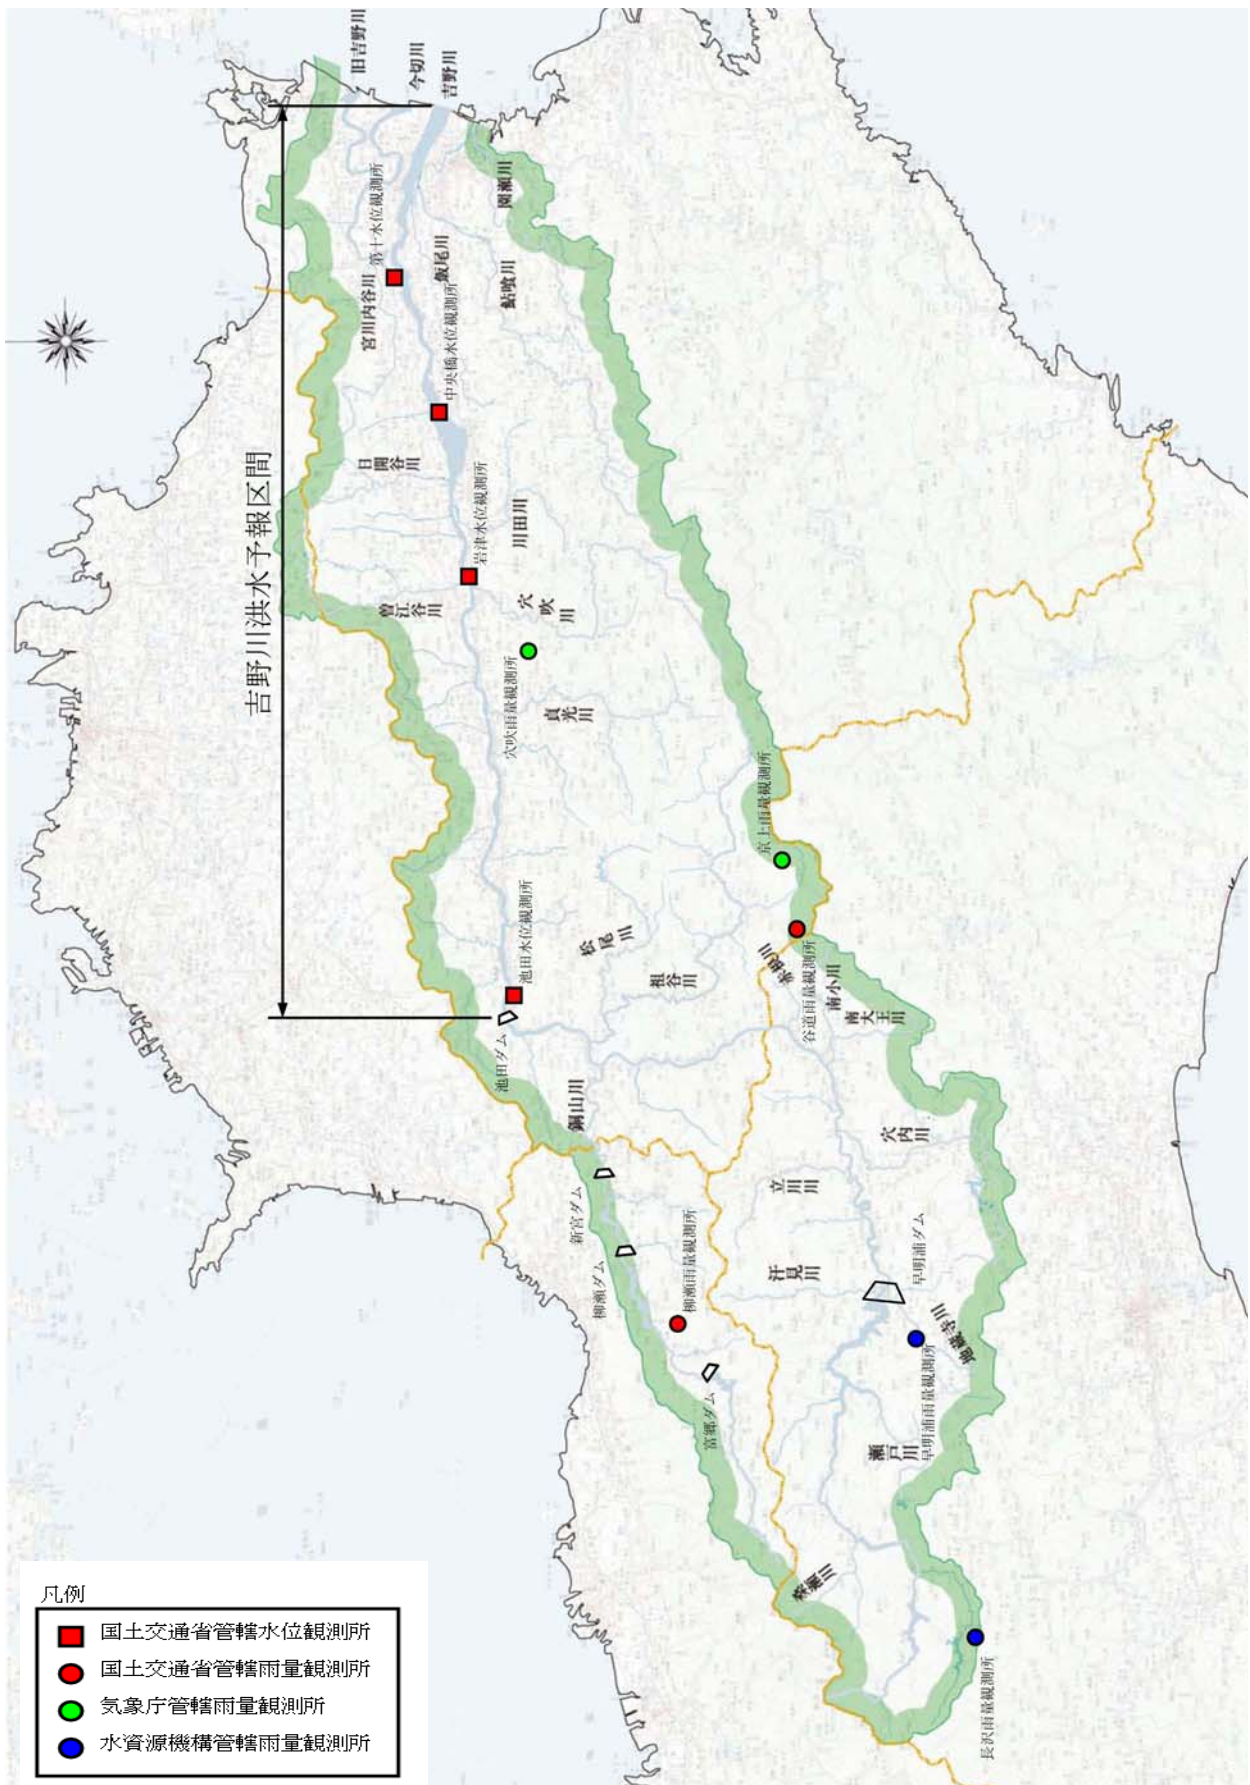 旧吉野川
今切川
吉野川
園瀬川
第十水位観測所
宮川内谷川
飯尾川
鮎喰川
中央橋水位観測所
日開谷川
吉野川洪水予報区間
岩津水位観測所
川田川
曽江谷川
穴吹川
穴吹雨量観測所
貞光川
京上雨量観測所
池田水位観測所
松尾川
祖谷川
赤根川
谷道雨量観測所
南小川
南大王川
池田ダム
銅山川
穴内川
立川川
新宮ダム
柳瀬ダム
柳瀬雨量観測所
汗見川
早明浦ダム
地蔵寺川
早明浦雨量観測所
富郷ダム
瀬戸川
葛原川
長沢雨量観測所
凡例
国土交通省管轄水位観測所
国土交通省管轄雨量観測所
気象庁管轄雨量観測所
水資源機構管轄雨量観測所